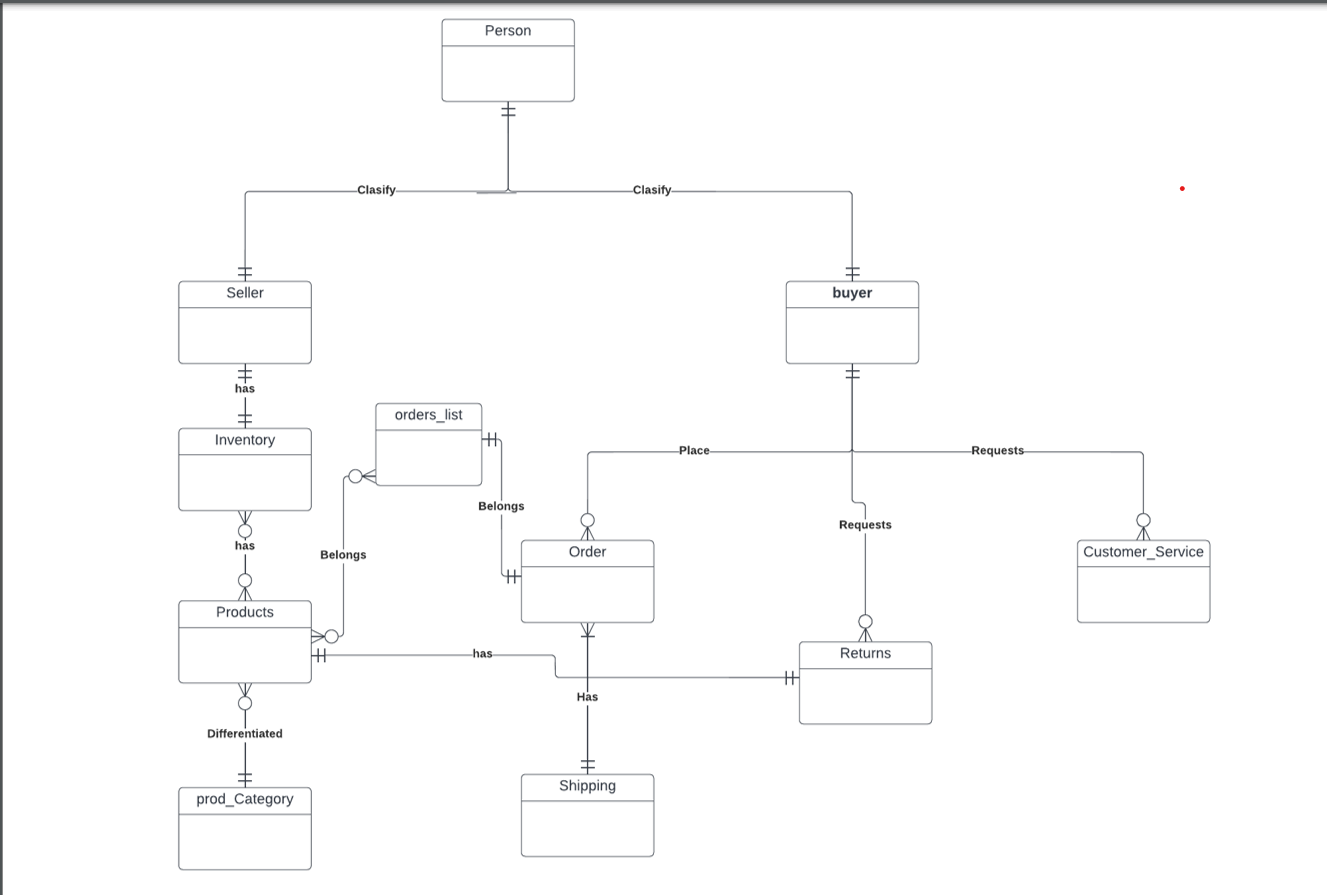 Person
Clasify
Clasify
Seller
buyer
has
Inventory
orders_list
Place
Requests
Belongs
Requests
has
Belongs
Order
Customer_Service
Products
has
Returns
Has
Differentiated
prod_Category
Shipping